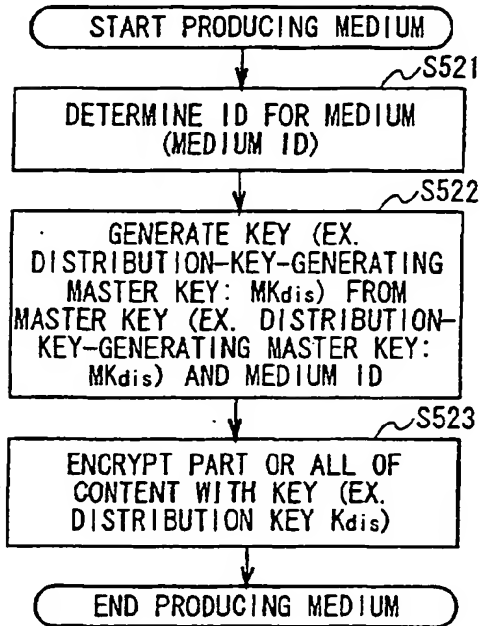 START PRODUCING MEDIUM
S521
DETERMINE ID FOR MEDIUM
(MEDIUM ID)
S522
GENERATE KEY (EX.
DISTRIBUTION-KEY-GENERATING
MASTER KEY: MKdis) FROM
MASTER KEY (EX. DISTRIBUTION-
KEY-GENERATING MASTER KEY:
MKdis) AND MEDIUM ID
S523
ENCRYPT PART OR ALL OF
CONTENT WITH KEY (EX.
DISTRIBUTION KEY Kdis)
END PRODUCING MEDIUM